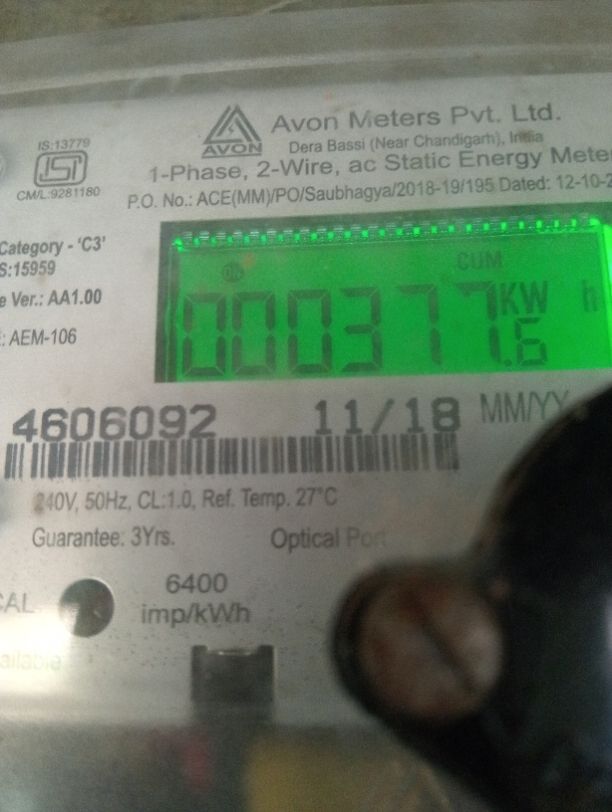 Avon Meters Pvt. Ltd.
Dera Bassi (Near Chandigarh), India
AVON
IS:13779
ISI
CM/L:9281180
1-Phase, 2-Wire, ac Static Energy Mete
P.O. No.: ACE(MM)/PO/Saubhagya/2018-19/195 Dated: 12-10-2
Category - 'C3'
S:15959
e Ver.: AA1.00
: AEM-106
CUM
000377.6 KW h
4606092 11/18 MM/YY
240V, 50Hz, CL:1.0, Ref. Temp. 27°C
Guarantee: 3Yrs. Optical Port
CAL
6400
imp/kWh